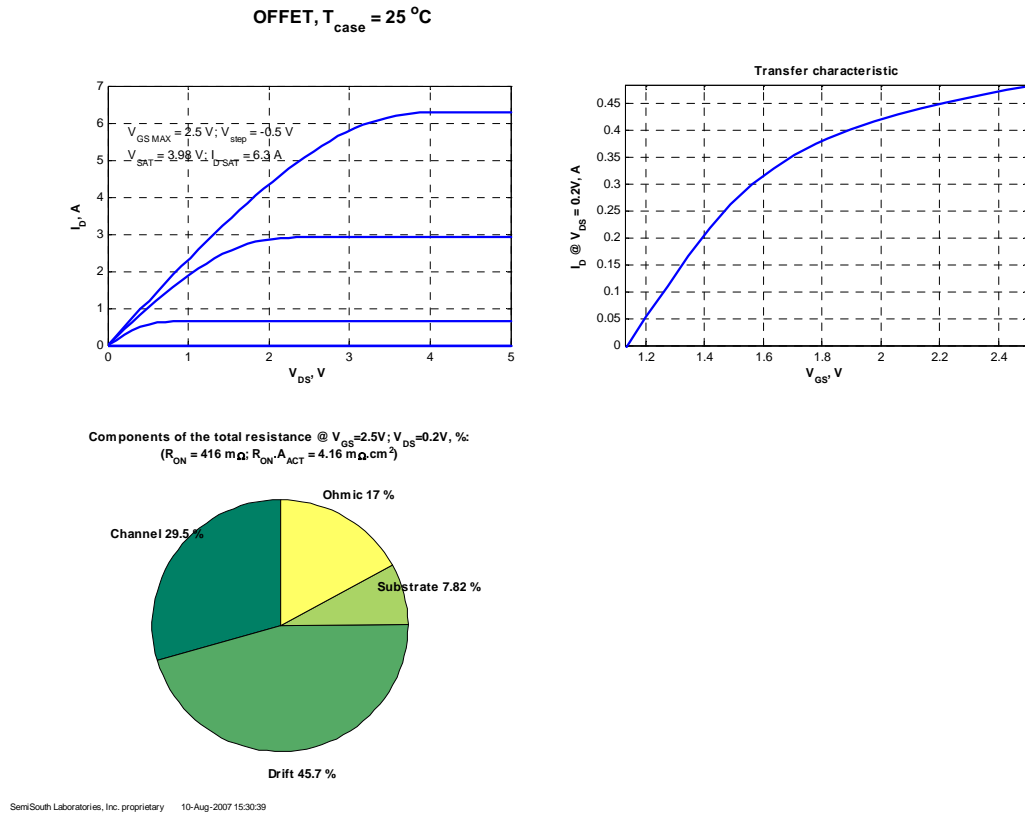 OFFET, T_case = 25 °C
7
6
5
4
3
2
1
0
I_D, A
V_GS MAX = 2.5 V; V_step = -0.5 V
V_SAT = 3.98 V; I_D SAT = 6.3 A
0 1 2 3 4 5
V_DS, V
Transfer characteristic
0.45
0.4
0.35
0.3
0.25
0.2
0.15
0.1
0.05
0
I_D @ V_DS = 0.2V, A
1.2 1.4 1.6 1.8 2 2.2 2.4
V_GS, V
Components of the total resistance @ V_GS=2.5V; V_DS=0.2V, %:
(R_ON = 416 mΩ; R_ON.A_ACT = 4.16 mΩ.cm²)
Ohmic 17 %
Channel 29.5 %
Substrate 7.82 %
Drift 45.7 %
SemiSouth Laboratories, Inc. proprietary 10-Aug-2007 15:30:39